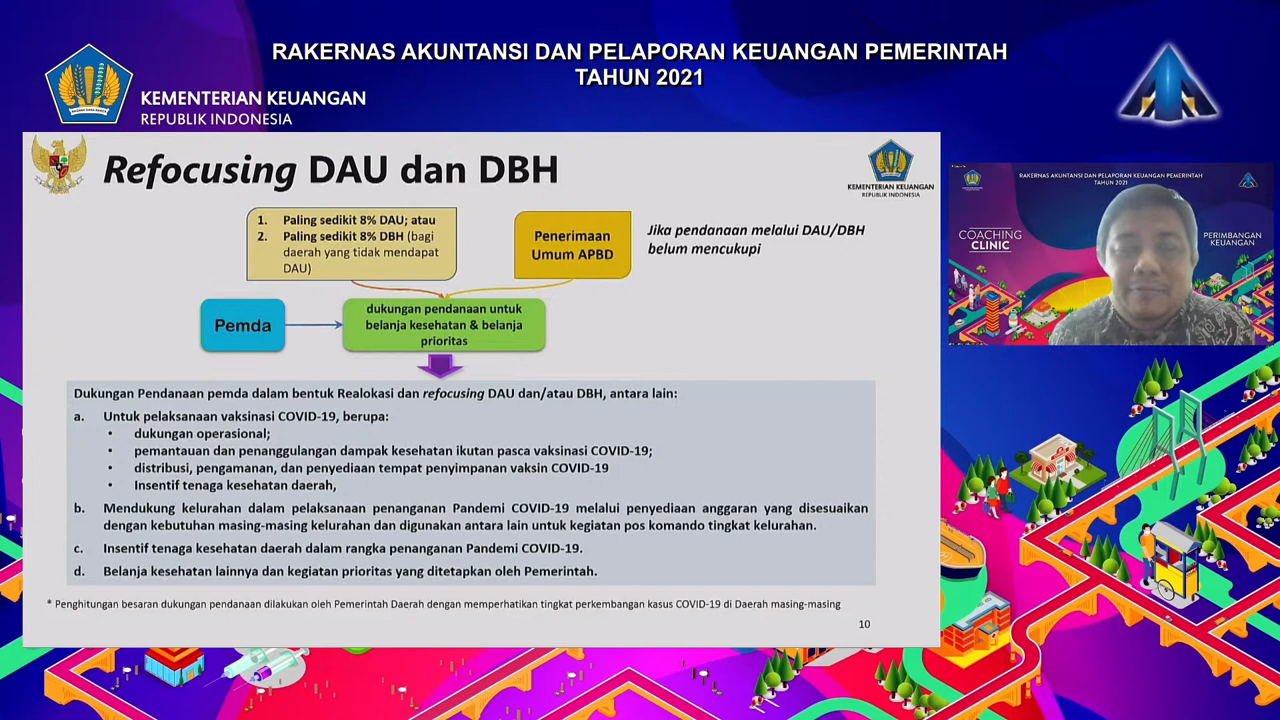 RAKERNAS AKUNTANSI DAN PELAPORAN KEUANGAN PEMERINTAH
TAHUN 2021
KEMENTERIAN KEUANGAN
REPUBLIK INDONESIA
Refocusing DAU dan DBH
KEMENTERIAN KEUANGAN
REPUBLIK INDONESIA
1. Paling sedikit 8% DAU; atau
2. Paling sedikit 8% DBH (bagi
daerah yang tidak mendapat
DAU)
Penerimaan
Umum APBD
Jika pendanaan melalui DAU/DBH
belum mencukupi
Pemda
dukungan pendanaan untuk
belanja kesehatan & belanja
prioritas
Dukungan Pendanaan pemda dalam bentuk Realokasi dan refocusing DAU dan/atau DBH, antara lain:
a. Untuk pelaksanaan vaksinasi COVID-19, berupa:
• dukungan operasional;
• pemantauan dan penanggulangan dampak kesehatan ikutan pasca vaksinasi COVID-19;
• distribusi, pengamanan, dan penyediaan tempat penyimpanan vaksin COVID-19
• Insentif tenaga kesehatan daerah,
b. Mendukung kelurahan dalam pelaksanaan penanganan Pandemi COVID-19 melalui penyediaan anggaran yang disesuaikan
dengan kebutuhan masing-masing kelurahan dan digunakan antara lain untuk kegiatan pos komando tingkat kelurahan.
c. Insentif tenaga kesehatan daerah dalam rangka penanganan Pandemi COVID-19.
d. Belanja kesehatan lainnya dan kegiatan prioritas yang ditetapkan oleh Pemerintah.
* Penghitungan besaran dukungan pendanaan dilakukan oleh Pemerintah Daerah dengan memperhatikan tingkat perkembangan kasus COVID-19 di Daerah masing-masing
10
RAKERNAS AKUNTANSI DAN PELAPORAN KEUANGAN PEMERINTAH
TAHUN 2021
COACHING
CLINIC
PERIMBANGAN
KEUANGAN